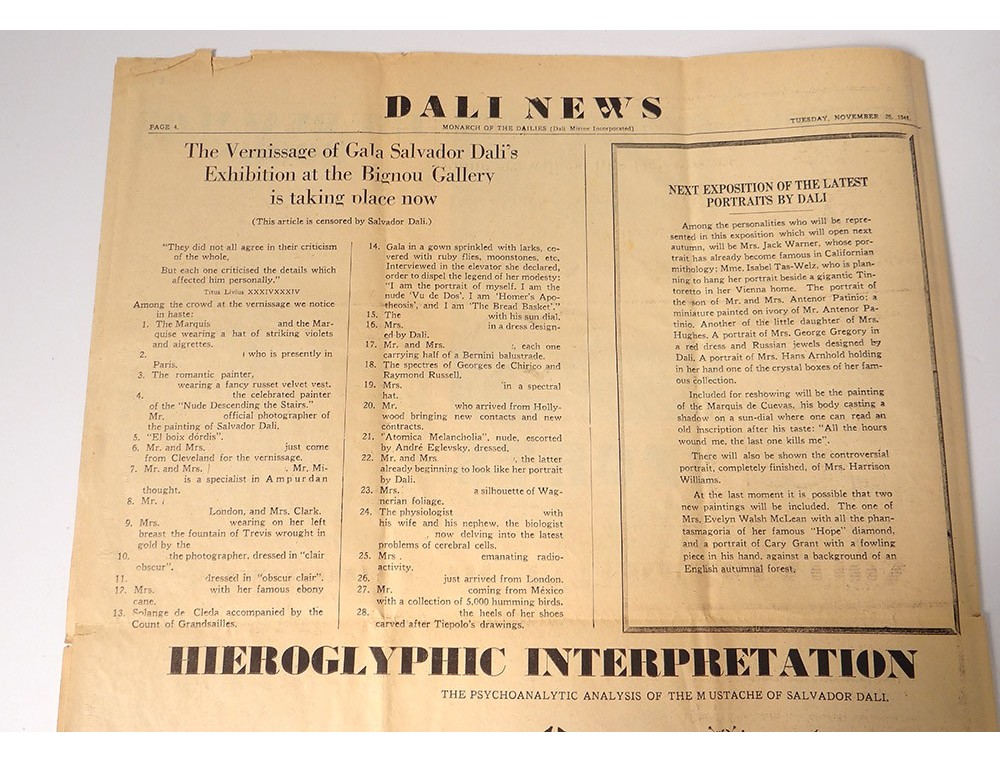 DALI NEWS
PAGE 4.
MONARCH OF THE DAILIES (Dali Mirror Incorporated)
TUESDAY, NOVEMBER
The Vernissage of Gala Salvador Dali's
Exhibition at the Bignou Gallery
is taking place now
(This article is censored by Salvador Dali.)
"They did not all agree in their criticism
of the whole,
But each one criticised the details which
affected him personally."
Titus Livius XXXIVXXXIV
Among the crowd at the vernissage we notice
in haste:
1. The Marquis and the Mar-
quise wearing a hat of striking violets
and aigrettes.
2. who is presently in
Paris.
3. The romantic painter,
wearing a fancy russet velvet vest.
4. the celebrated painter
of the "Nude Descending the Stairs."
Mr. official photographer of
the painting of Salvador Dali.
5. "El boix dórdis".
6. Mr. and Mrs. just come
from Cleveland for the vernissage.
7. Mr. and Mrs. . Mr. Mi-
is a specialist in Ampurdan
thought.
8. Mr.
London, and Mrs. Clark.
9. Mrs. wearing on her left
breast the fountain of Trevis wrought in
gold by the
10. the photographer, dressed in "clair
obscur".
11. dressed in "obscur clair".
12. Mrs. with her famous ebony
cane.
13. Solange de Cleda accompanied by the
Count of Grandsailles.
14. Gala in a gown sprinkled with larks, co-
vered with ruby flies, moonstones, etc.
Interviewed in the elevator she declared,
order to dispel the legend of her modesty:
"I am the portrait of myself. I am the
nude 'Vu de Dos', I am 'Homer's Apo-
theosis', and I am 'The Bread Basket'."
15. The with his sun dial.
16. Mrs. in a dress design-
ed by Dali.
17. Mr. and Mrs. , each one
carrying half of a Bernini balustrade.
18. The spectres of Georges de Chirico and
Raymond Russell.
19. Mrs. in a spectral
hat.
20. Mr. who arrived from Holly-
wood bringing new contacts and new
contracts.
21. "Atomica Melancholia", nude, escorted
by André Eglevsky, dressed.
22. Mr. and Mrs , the latter
already beginning to look like her portrait
by Dali.
23. Mrs. a silhouette of Wag-
nerian foliage.
24. The physiologist with
his wife and his nephew, the biologist
, now delving into the latest
problems of cerebral cells.
25. Mrs . emanating radio-
activity.
26. just arrived from London.
27. Mr. coming from México
with a collection of 5,000 humming birds.
28. the heels of her shoes
carved after Tiepolo's drawings.
NEXT EXPOSITION OF THE LATEST
PORTRAITS BY DALI
Among the personalities who will be repre-
sented in this exposition which will open next
autumn, will be Mrs. Jack Warner, whose por-
trait has already become famous in Californian
mithology; Mme. Isabel Tas-Welz, who is plan-
ning to hang her portrait beside a gigantic Tin-
toretto in her Vienna home. The portrait of
the son of Mr. and Mrs. Antenor Patinio; a
miniature painted on ivory of Mr. Antenor Pa-
tinio. Another of the little daughter of Mrs.
Hughes. A portrait of Mrs. George Gregory in
a red dress and Russian jewels designed by
Dali. A portrait of Mrs. Hans Arnhold holding
in her hand one of the crystal boxes of her fam-
ous collection.
Included for reshowing will be the painting
of the Marquis de Cuevas, his body casting a
shadow on a sun-dial where one can read an
old inscription after his taste: "All the hours
wound me, the last one kills me".
There will also be shown the controversial
portrait, completely finished, of Mrs. Harrison
Williams.
At the last moment it is possible that two
new paintings will be included. The one of
Mrs. Evelyn Walsh McLean with all the phan-
tasmagoria of her famous "Hope" diamond,
and a portrait of Cary Grant with a fowling
piece in his hand, against a background of an
English autumnal forest.
HIEROGLYPHIC INTERPRETATION
THE PSYCHOANALYTIC ANALYSIS OF THE MUSTACHE OF SALVADOR DALI.